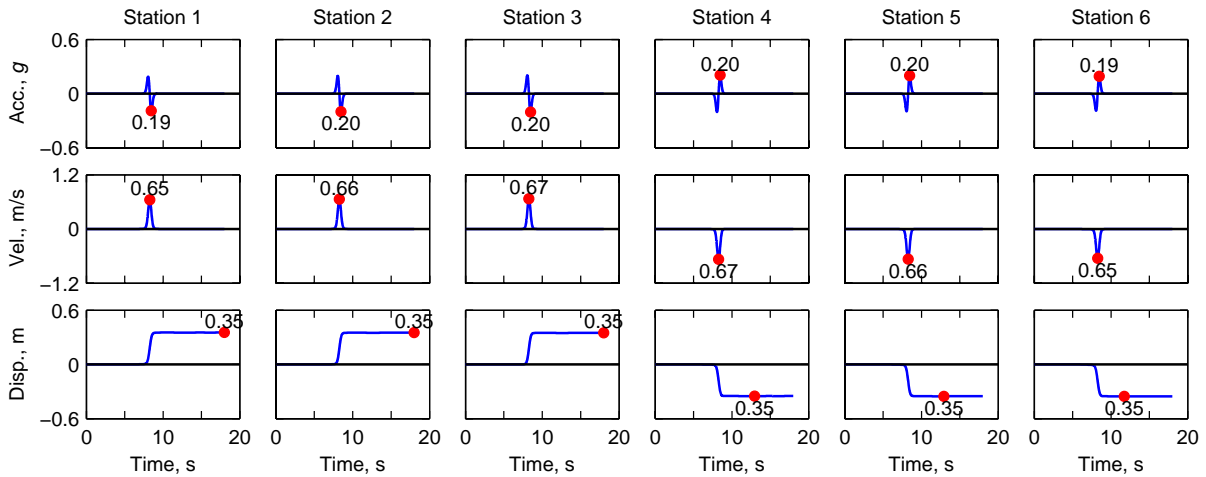 Station 1 Station 2 Station 3 Station 4 Station 5 Station 6
0.6
0.20 0.20 0.19
Acc., g
0
0.19 0.20 0.20
−0.6
1.2
0.65 0.66 0.67
Vel., m/s
0
0.67 0.66 0.65
−1.2
0.6
0.35 0.35 0.35
Disp., m
0
0.35 0.35 0.35
−0.6
0 10 20 0 10 20 0 10 20 0 10 20 0 10 20 0 10 20
Time, s Time, s Time, s Time, s Time, s Time, s